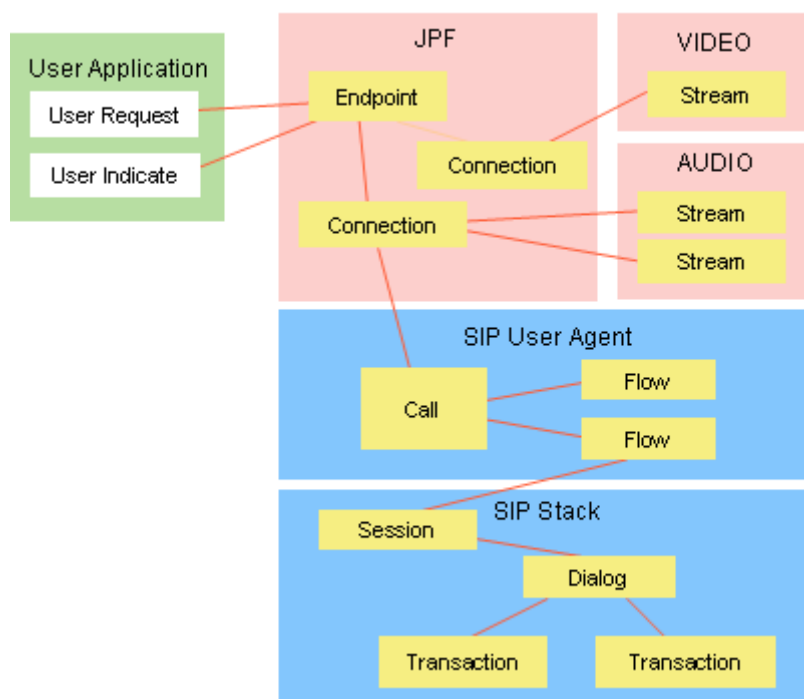 User Application
User Request
User Indicate
JPF
Endpoint
Connection
Connection
VIDEO
Stream
AUDIO
Stream
Stream
SIP User Agent
Call
Flow
Flow
SIP Stack
Session
Dialog
Transaction
Transaction